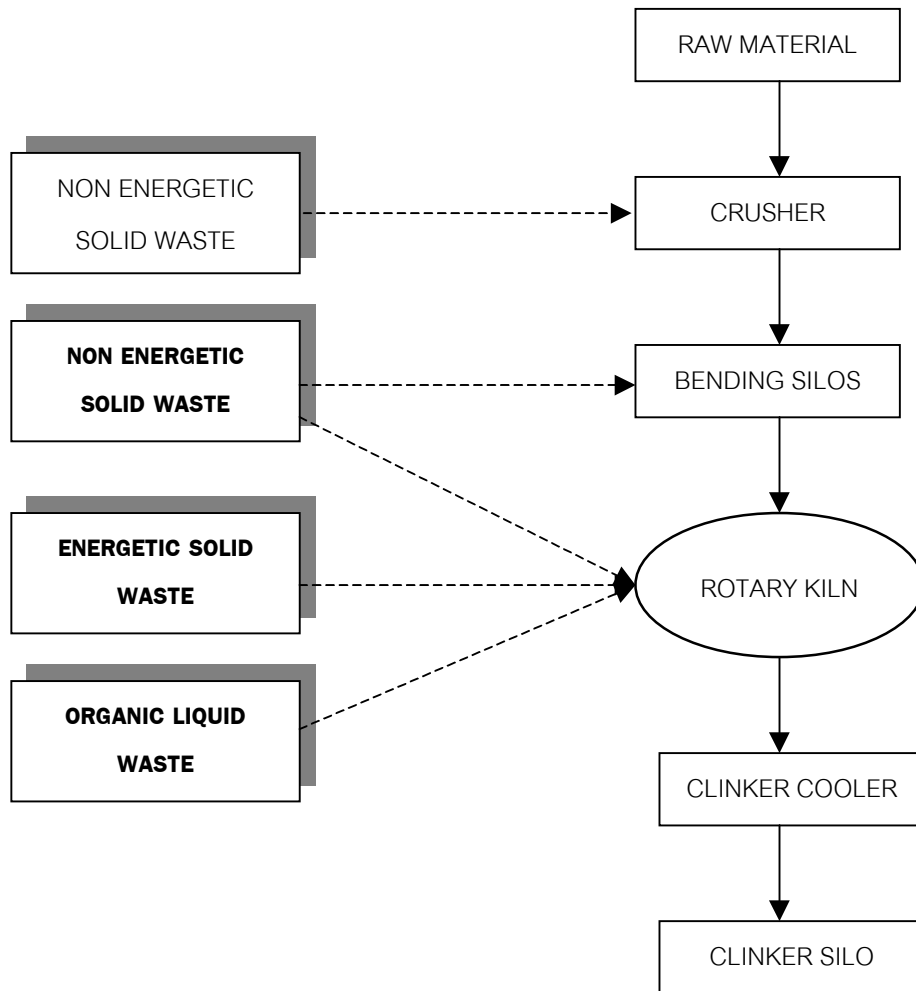 RAW MATERIAL
NON ENERGETIC
SOLID WASTE
CRUSHER
NON ENERGETIC
SOLID WASTE
BENDING SILOS
ENERGETIC SOLID
WASTE
ROTARY KILN
ORGANIC LIQUID
WASTE
CLINKER COOLER
CLINKER SILO